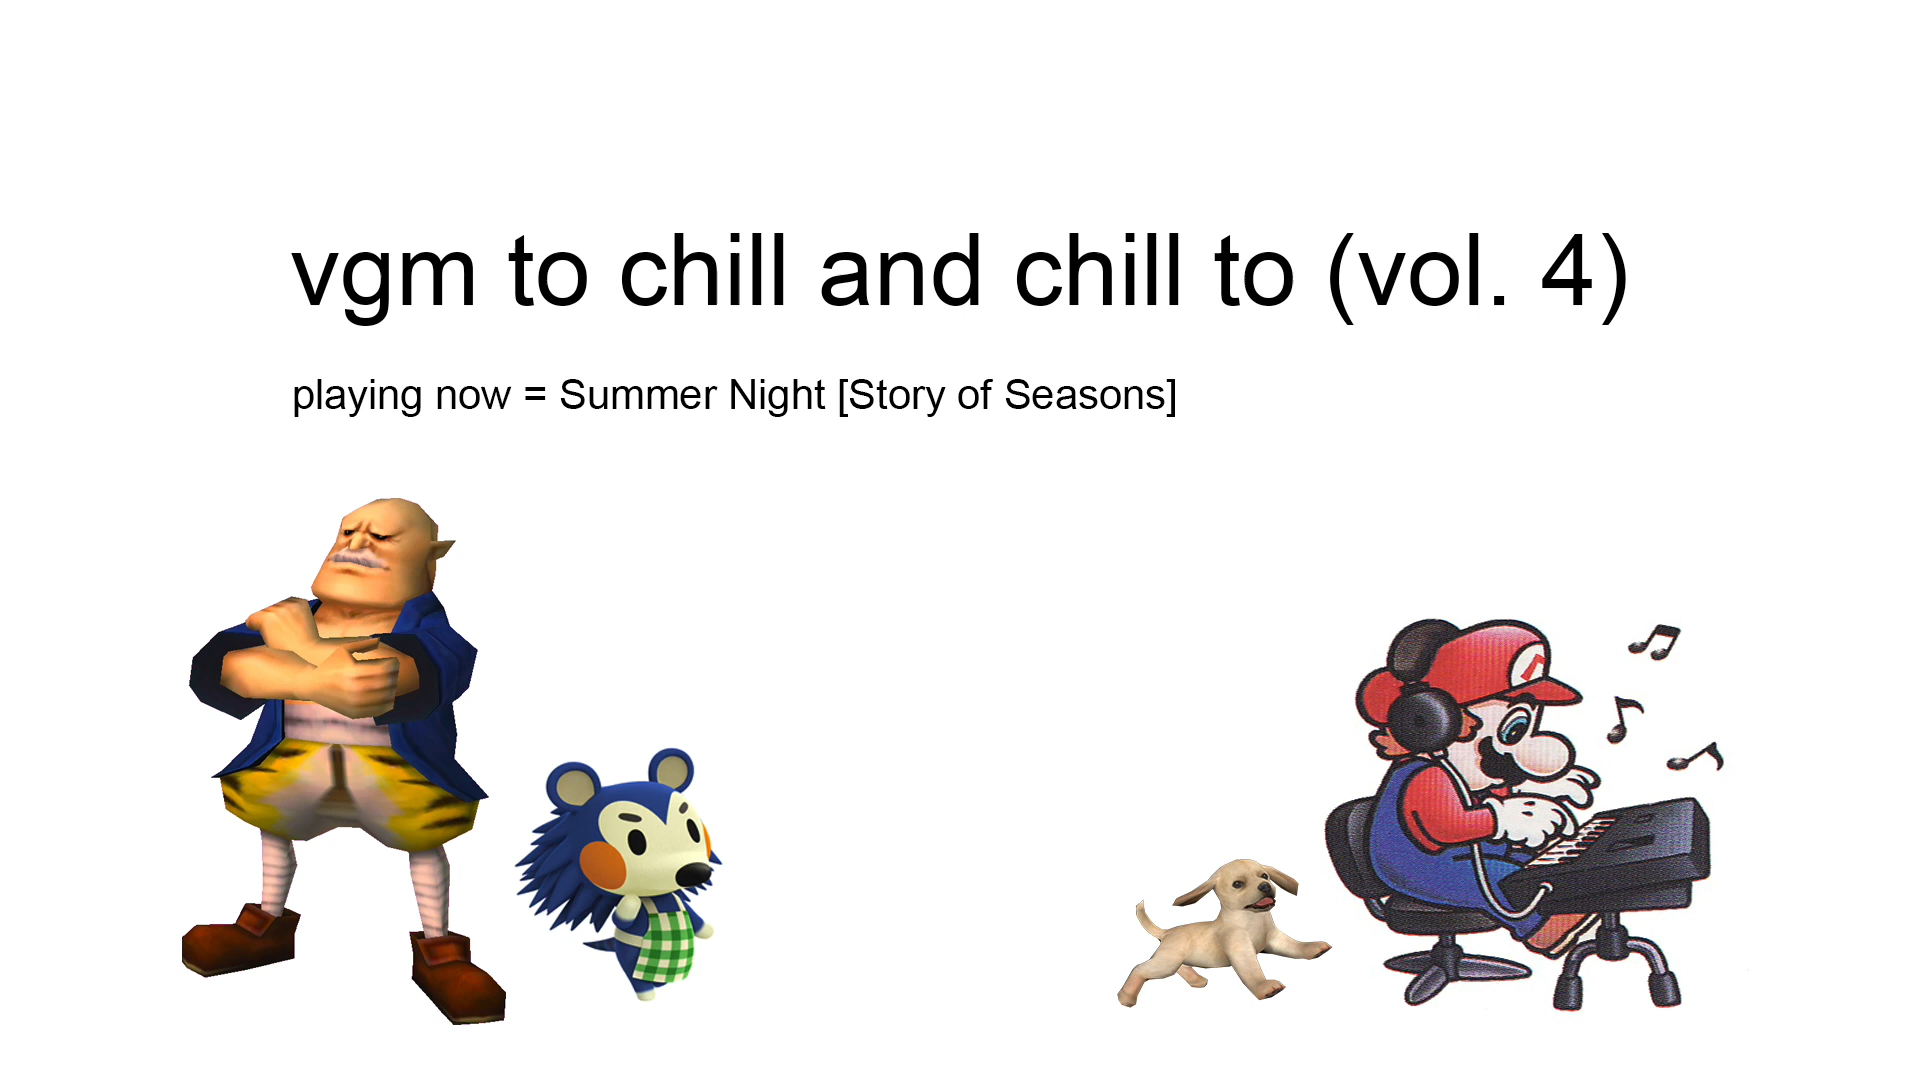 vgm to chill and chill to (vol. 4)
playing now = Summer Night [Story of Seasons]